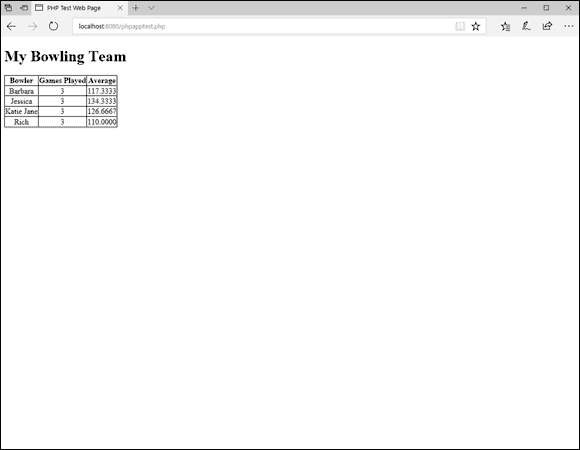 PHP Test Web Page
localhost:8080/phpapptest.php
My Bowling Team
Bowler Games Played Average
Barbara 3 117.3333
Jessica 3 134.3333
Katie Jane 3 126.6667
Rich 3 110.0000